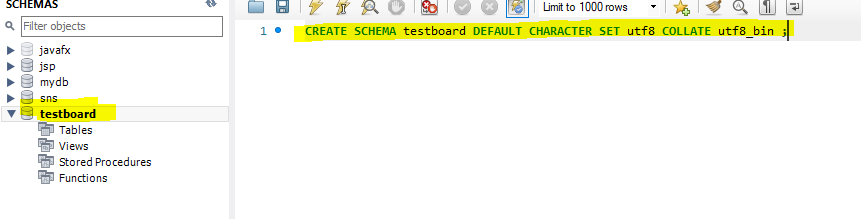 SCHEMAS
Filter objects
javafx
jsp
mydb
sns
testboard
Tables
Views
Stored Procedures
Functions
Limit to 1000 rows
1 CREATE SCHEMA testboard DEFAULT CHARACTER SET utf8 COLLATE utf8_bin ;